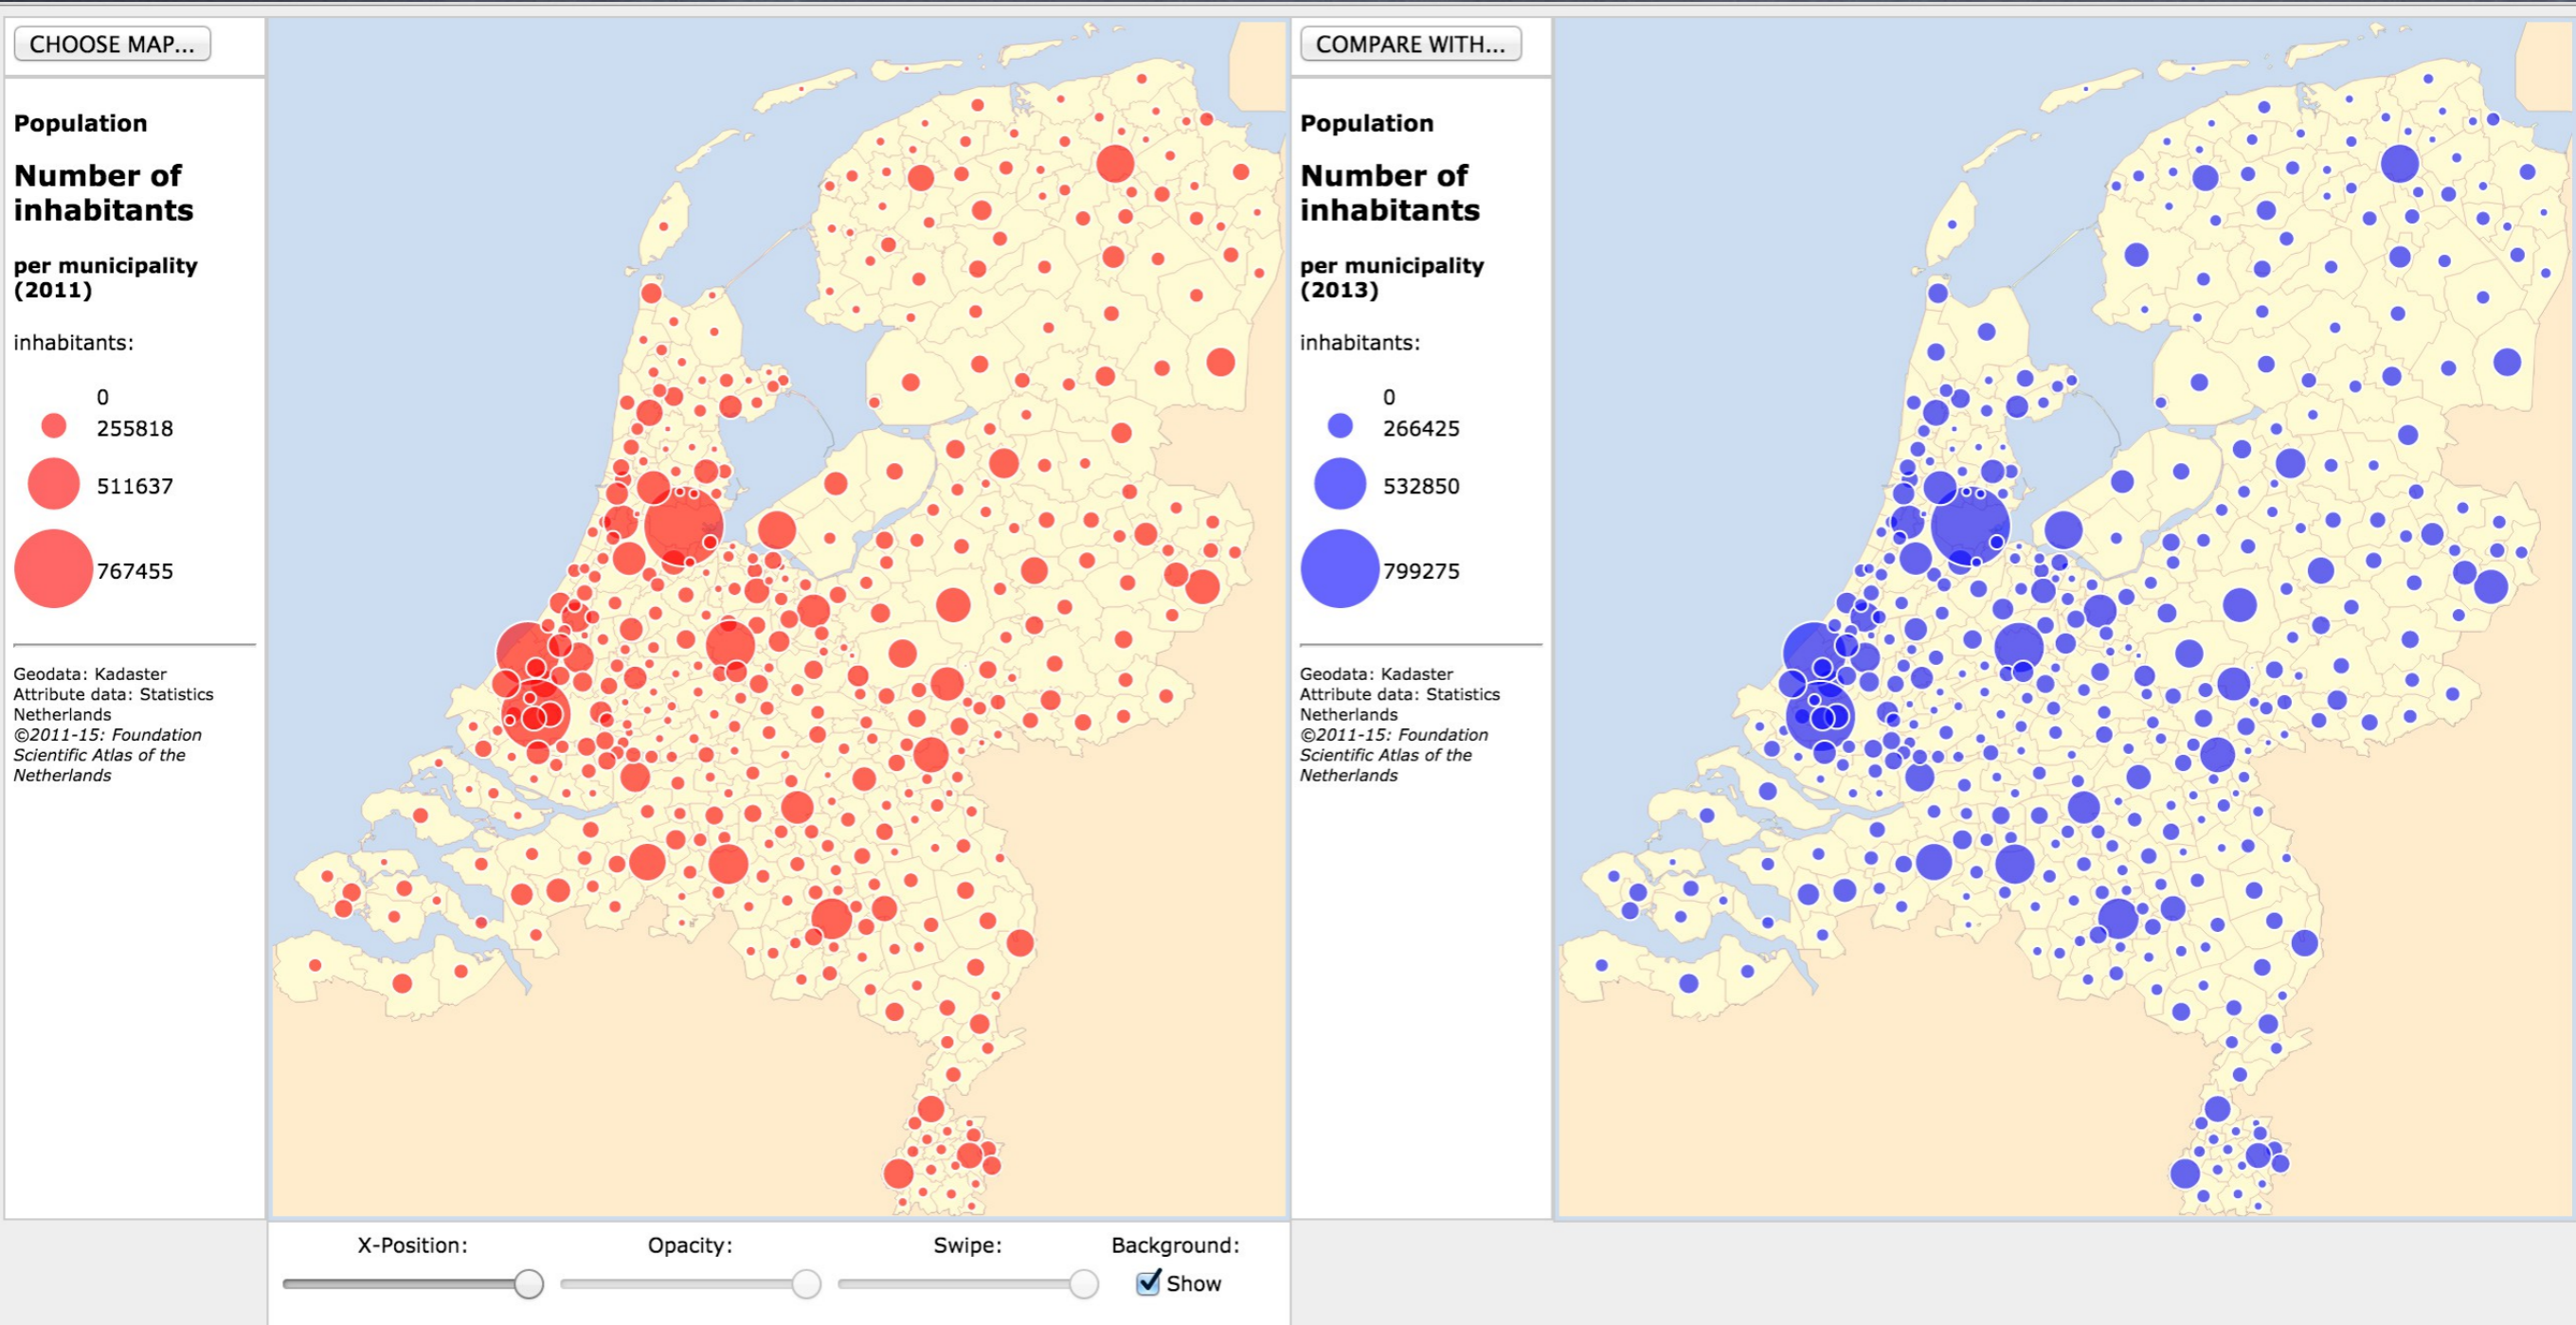 CHOOSE MAP...
Population
Number of
inhabitants
per municipality
(2011)
inhabitants:
0
255818
511637
767455
Geodata: Kadaster
Attribute data: Statistics
Netherlands
©2011-15: Foundation
Scientific Atlas of the
Netherlands
X-Position:
Opacity:
Swipe:
Background:
Show
COMPARE WITH...
Population
Number of
inhabitants
per municipality
(2013)
inhabitants:
0
266425
532850
799275
Geodata: Kadaster
Attribute data: Statistics
Netherlands
©2011-15: Foundation
Scientific Atlas of the
Netherlands